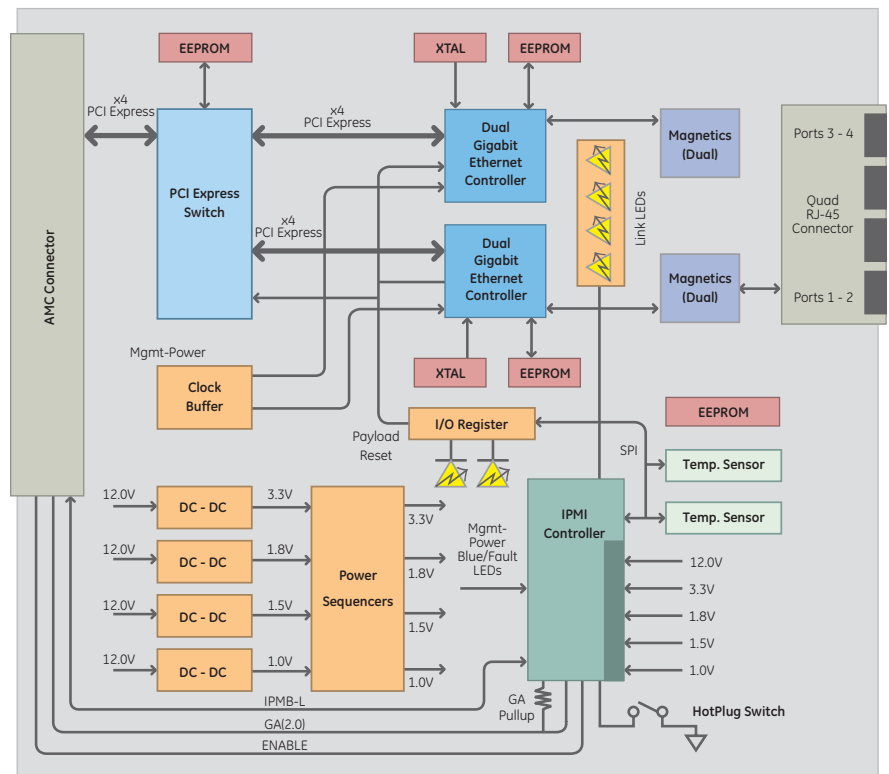 EEPROM
XTAL
EEPROM
x4
PCI Express
x4
PCI Express
Dual
Gigabit
Ethernet
Controller
Magnetics
(Dual)
Ports 3 - 4
PCI Express
Switch
Link LEDs
Quad
RJ-45
Connector
x4
PCI Express
Dual
Gigabit
Ethernet
Controller
Magnetics
(Dual)
Ports 1 - 2
AMC Connector
Mgmt-Power
Clock
Buffer
XTAL
EEPROM
EEPROM
Payload
Reset
I/O Register
SPI
Temp. Sensor
Temp. Sensor
12.0V
DC - DC
3.3V
3.3V
12.0V
DC - DC
1.8V
1.8V
12.0V
DC - DC
1.5V
1.5V
12.0V
DC - DC
1.0V
1.0V
Power
Sequencers
Mgmt-
Power
Blue/Fault
LEDs
IPMI
Controller
12.0V
3.3V
1.8V
1.5V
1.0V
IPMB-L
GA(2.0)
ENABLE
GA
Pullup
HotPlug Switch